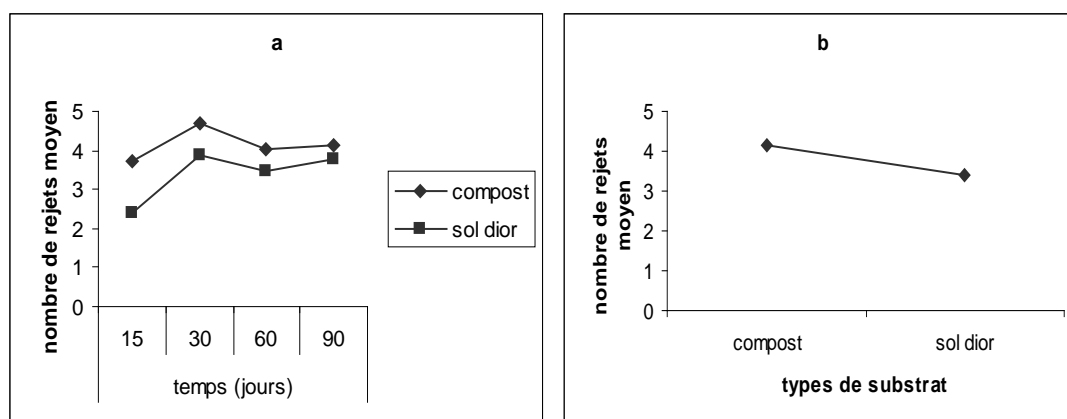 a
nombre de rejets moyen
5
4
3
2
1
0
15 30 60 90
temps (jours)
compost
sol dior
b
nombre de rejets
moyen
5
4
3
2
1
0
compost sol dior
types de substrat